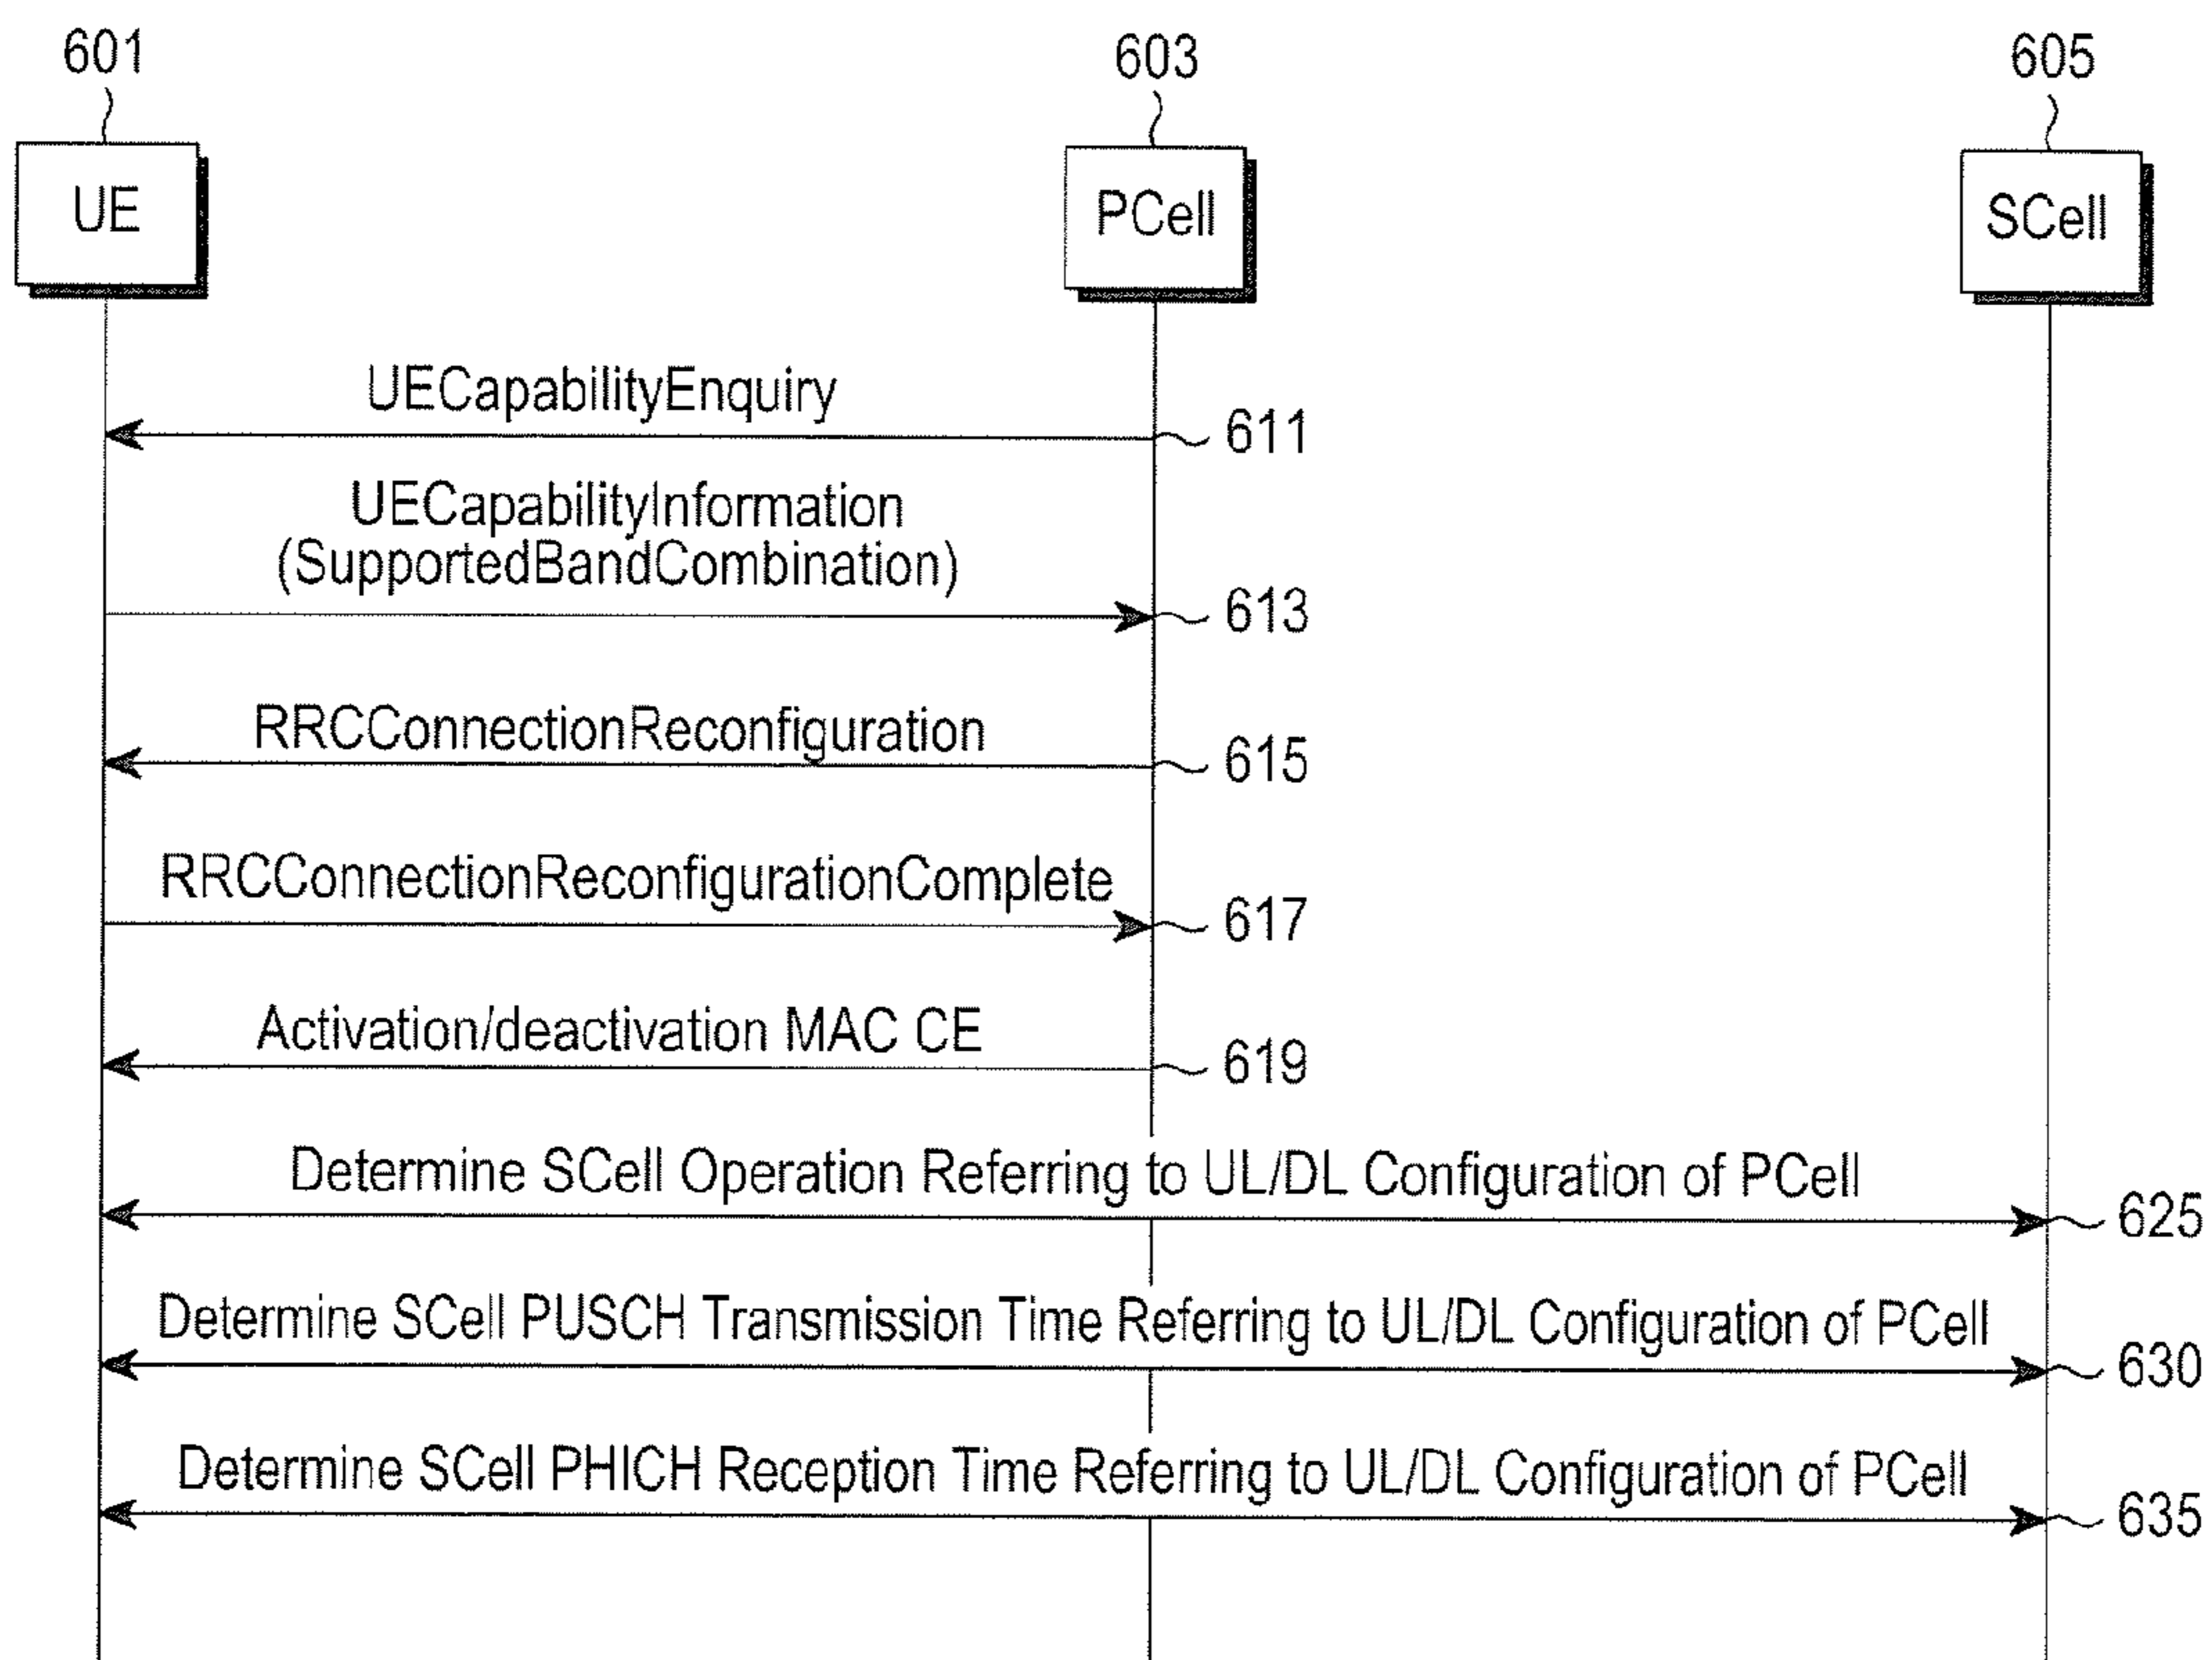 601
603
605
UE
PCell
SCell
UECapabilityEnquiry
611
UECapabilityInformation
(SupportedBandCombination)
613
RRCConnectionReconfiguration
615
RRCConnectionReconfigurationComplete
617
Activation/deactivation MAC CE
619
Determine SCell Operation Referring to UL/DL Configuration of PCell
625
Determine SCell PUSCH Transmission Time Referring to UL/DL Configuration of PCell
630
Determine SCell PHICH Reception Time Referring to UL/DL Configuration of PCell
635